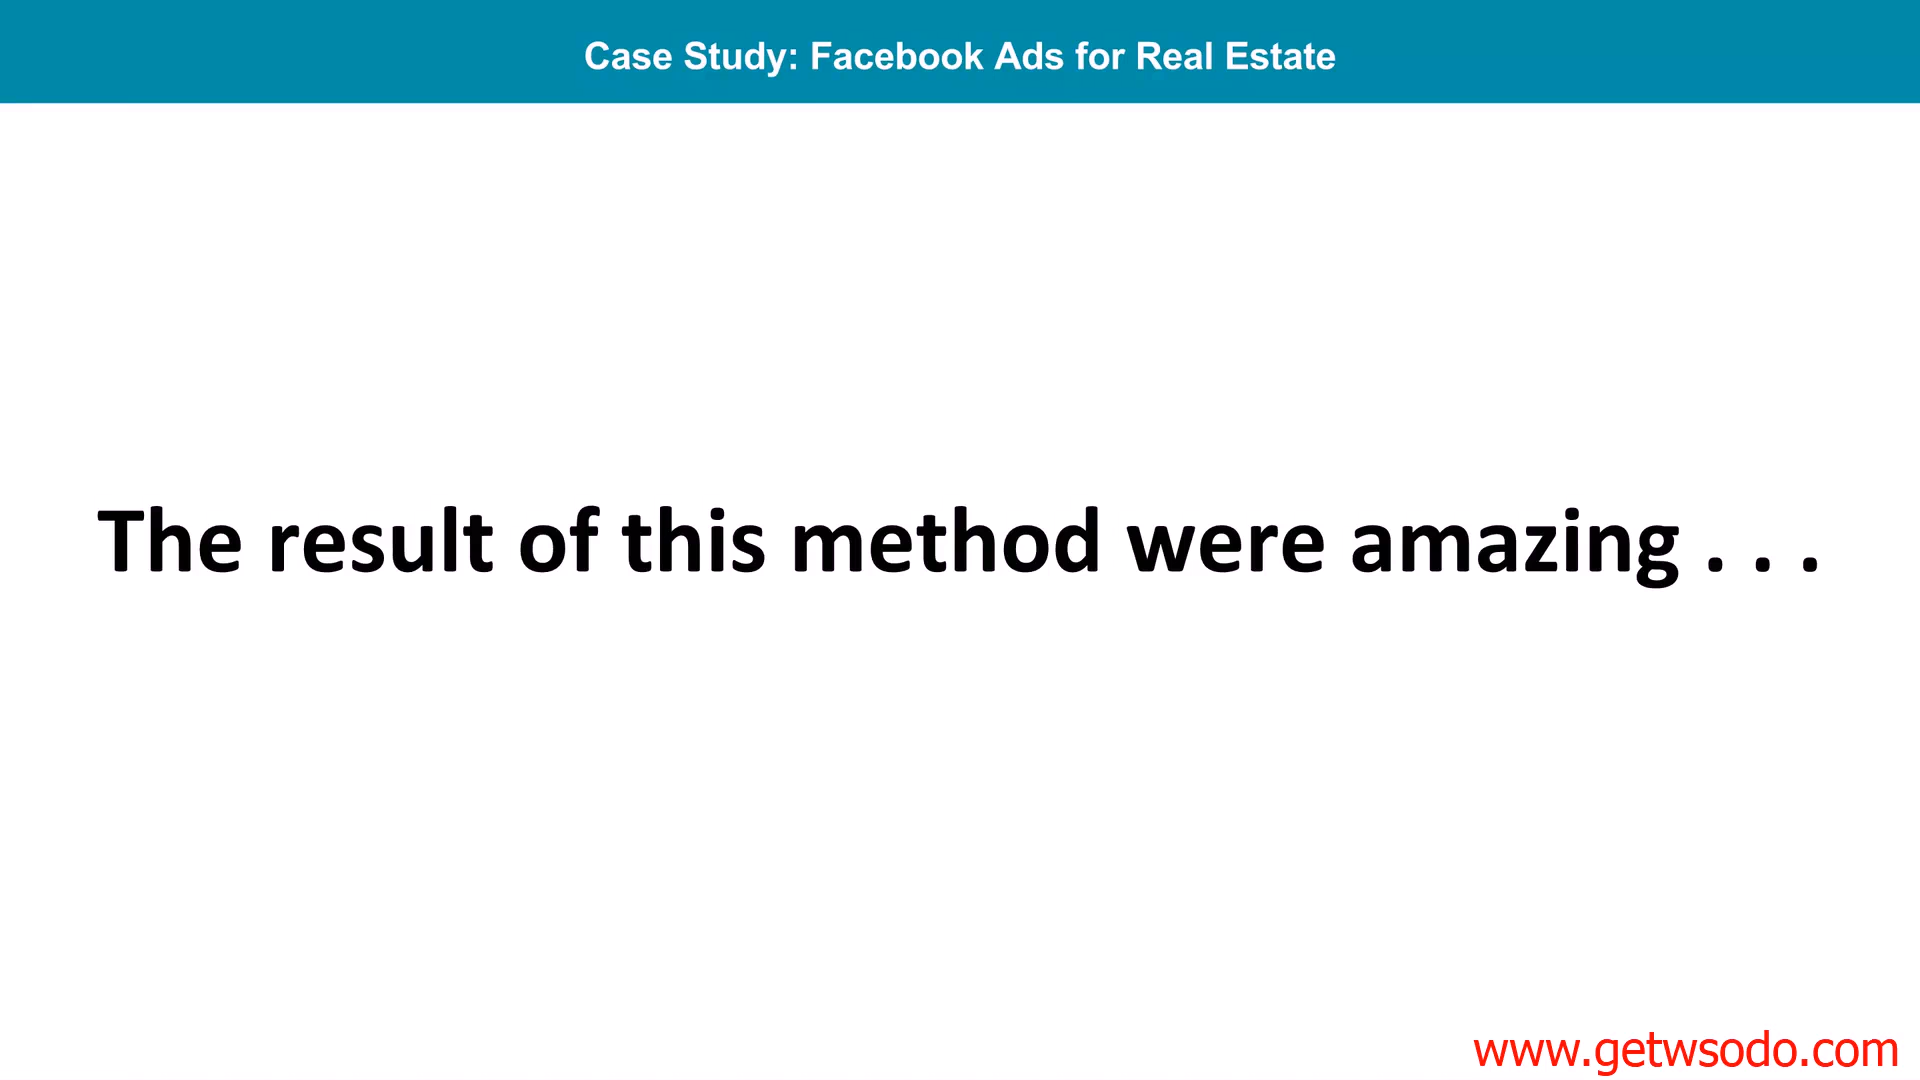 Case Study: Facebook Ads for Real Estate
The result of this method were amazing . . .
www.getwsodo.com